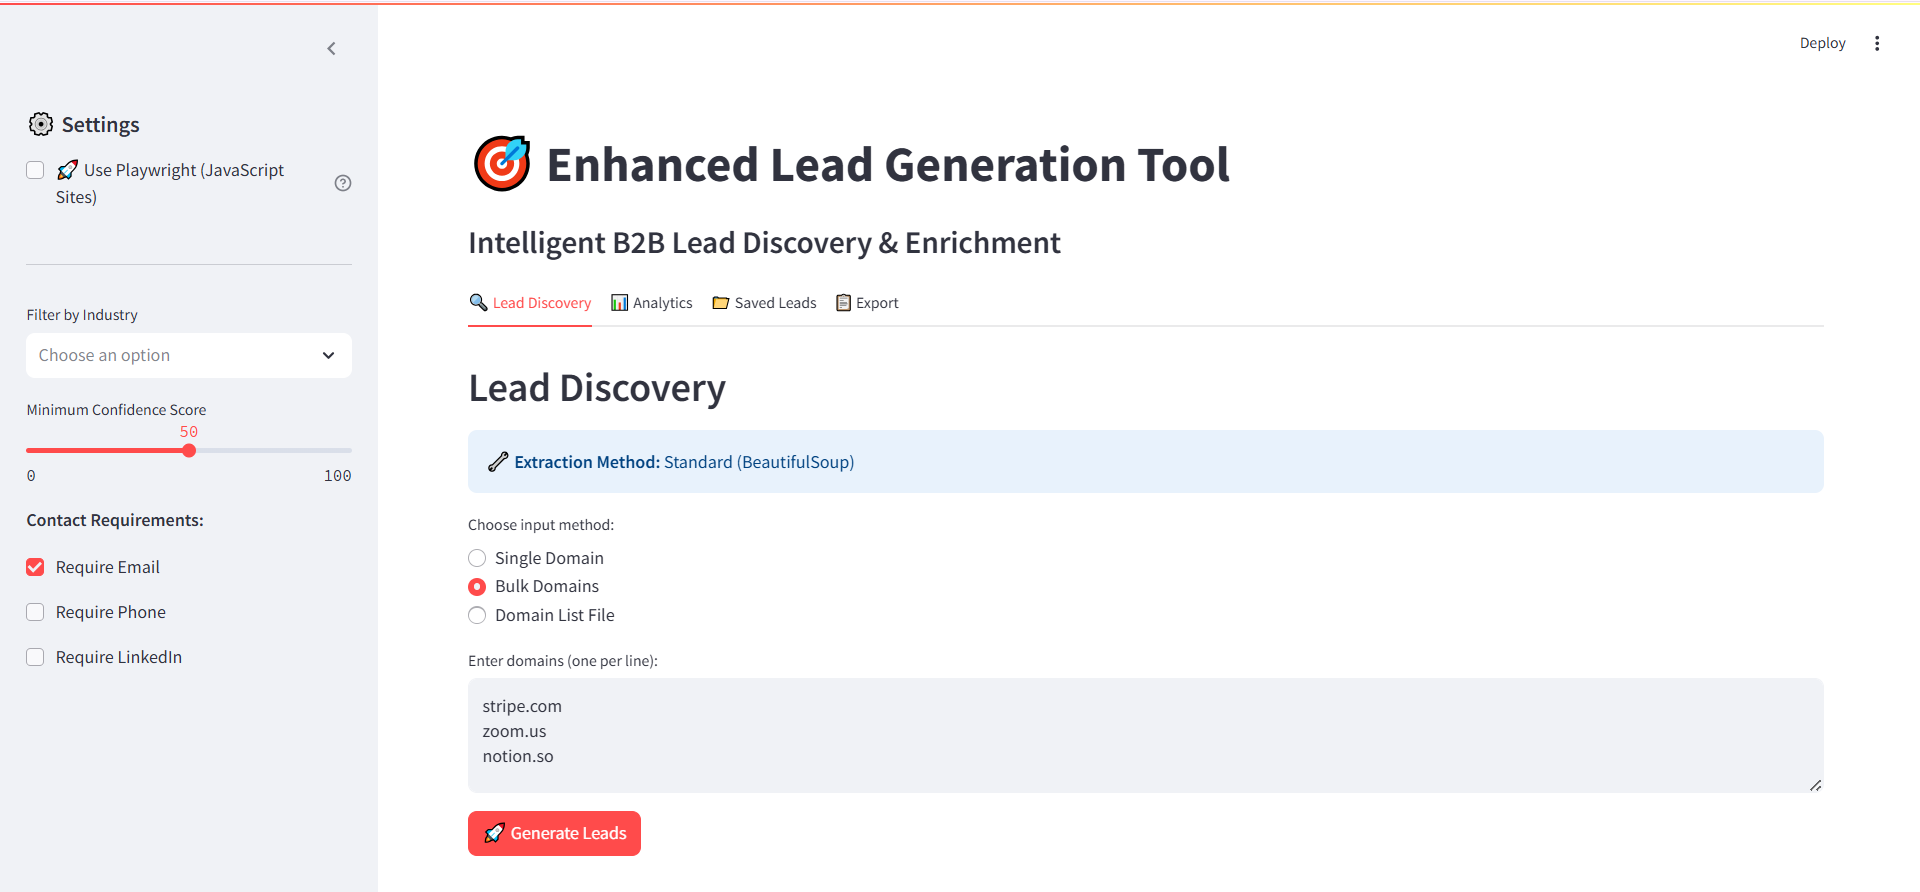 Deploy
Settings
Use Playwright (JavaScript
Sites)
Filter by Industry
Choose an option
Minimum Confidence Score
50
0 100
Contact Requirements:
Require Email
Require Phone
Require LinkedIn
Enhanced Lead Generation Tool
Intelligent B2B Lead Discovery & Enrichment
Lead Discovery Analytics Saved Leads Export
Lead Discovery
Extraction Method: Standard (BeautifulSoup)
Choose input method:
Single Domain
Bulk Domains
Domain List File
Enter domains (one per line):
stripe.com
zoom.us
notion.so
Generate Leads